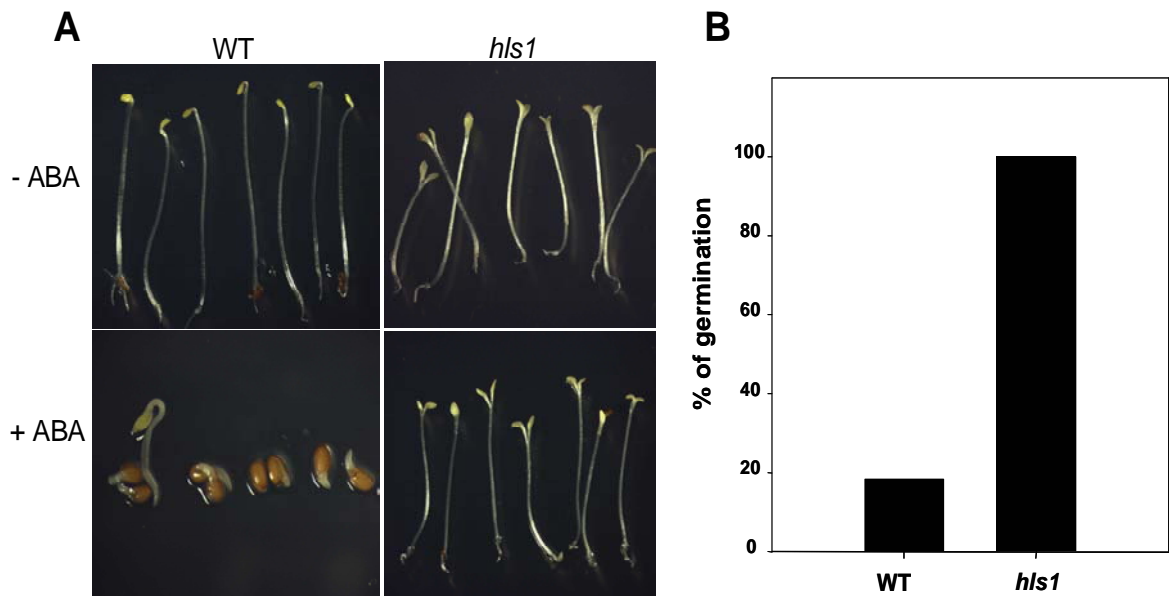 A
WT
hls1
- ABA
+ ABA
B
% of germination
100
80
60
40
20
0
WT
hls1